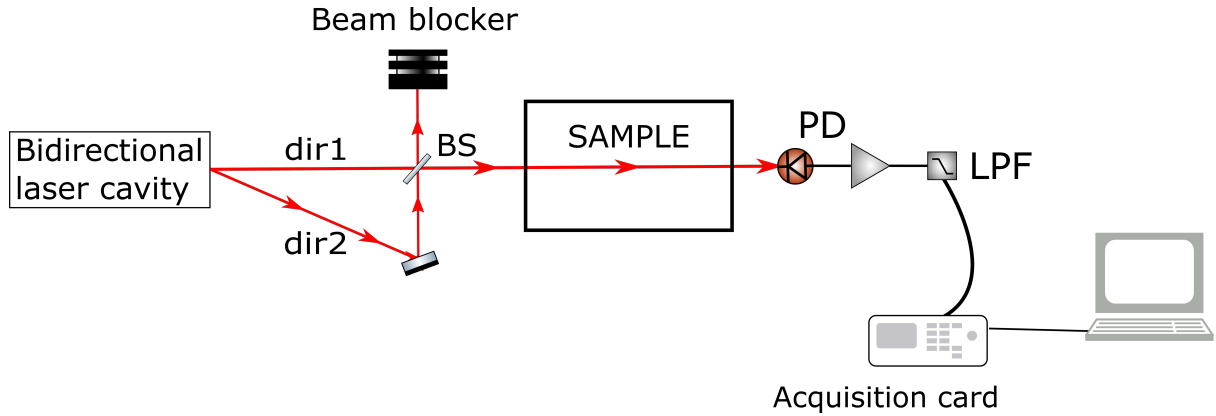 Beam blocker
Bidirectional
laser cavity
dir1
BS
SAMPLE
PD
LPF
dir2
Acquisition card